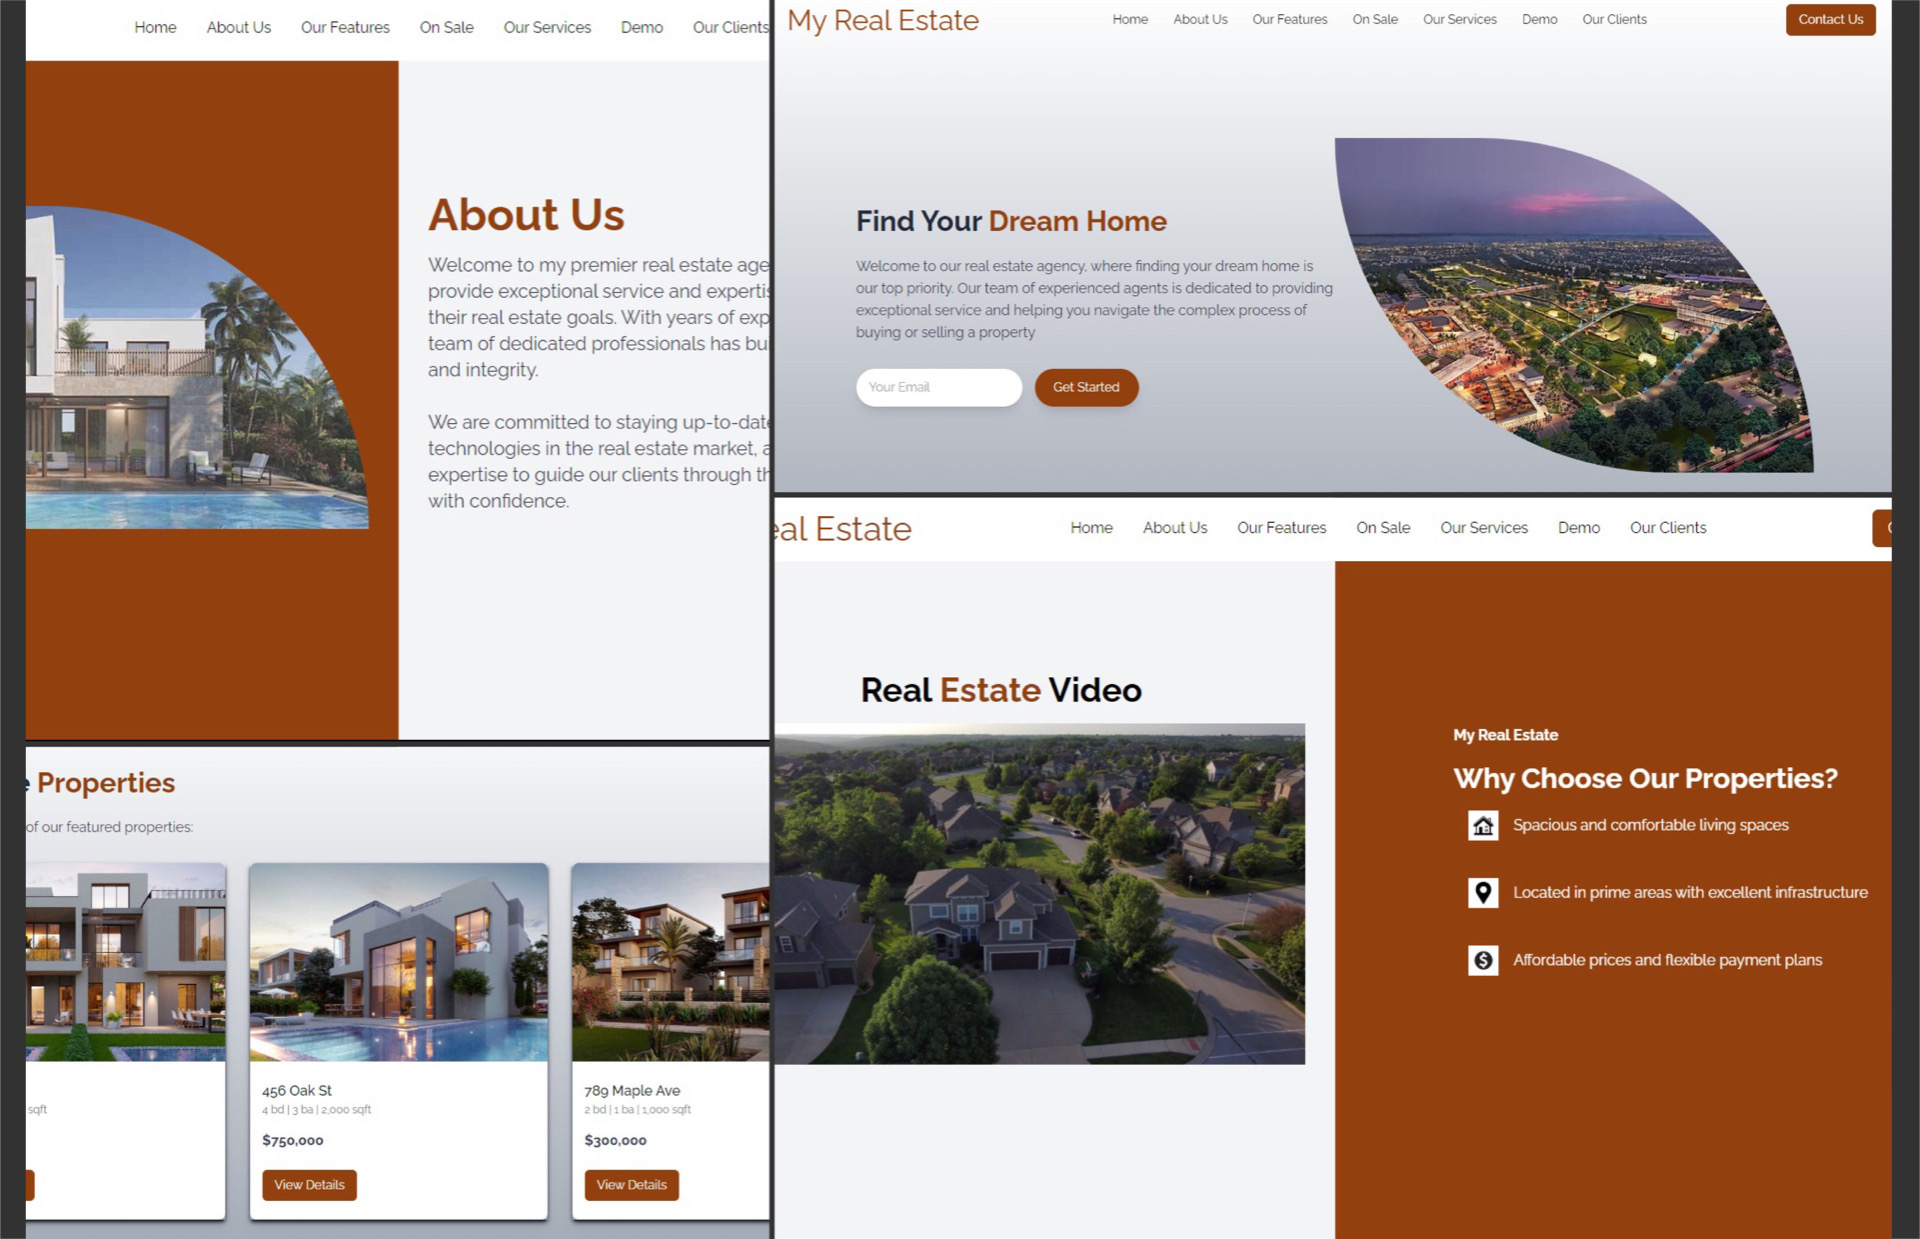 Home About Us Our Features On Sale Our Services Demo Our Clients
About Us
Welcome to my premier real estate age
provide exceptional service and expertis
their real estate goals. With years of exp
team of dedicated professionals has bu
and integrity.
We are committed to staying up-to-date
technologies in the real estate market, a
expertise to guide our clients through th
with confidence.
Properties
of our featured properties:
sqft
456 Oak St
4 bd | 3 ba | 2,000 sqft
$750,000
View Details
789 Maple Ave
2 bd | 1 ba | 1,000 sqft
$300,000
View Details
My Real Estate
Home About Us Our Features On Sale Our Services Demo Our Clients
Contact Us
Find Your Dream Home
Welcome to our real estate agency, where finding your dream home is
our top priority. Our team of experienced agents is dedicated to providing
exceptional service and helping you navigate the complex process of
buying or selling a property
Your Email
Get Started
eal Estate
Home About Us Our Features On Sale Our Services Demo Our Clients
Real Estate Video
My Real Estate
Why Choose Our Properties?
Spacious and comfortable living spaces
Located in prime areas with excellent infrastructure
Affordable prices and flexible payment plans